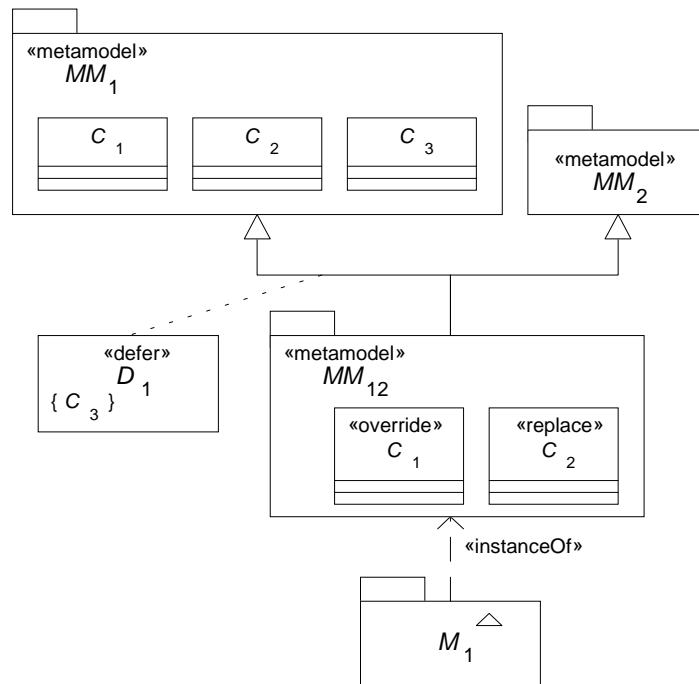 «metamodel»
MM1
C1 C2 C3
«metamodel»
MM2
«defer»
D1
{ C3 }
«metamodel»
MM12
«override»
C1
«replace»
C2
«instanceOf»
M1